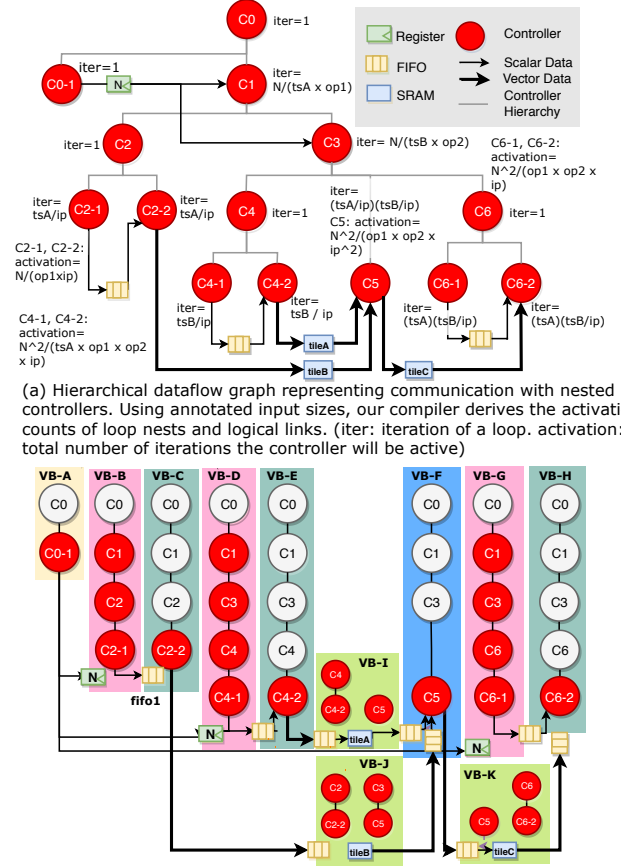 C0
iter=1
Register
Controller
FIFO
Scalar Data
Vector Data
SRAM
Controller
Hierarchy
iter=1
C0-1
N
C1
iter=
N/(tsA x op1)
iter=1
C2
C3
iter= N/(tsB x op2)
C6-1, C6-2:
activation=
N^2/(op1 x op2 x
ip)
iter=
tsA/ip
C2-1
C2-2
iter=
tsA/ip
C4
iter=1
iter=
(tsA/ip)(tsB/ip)
C5: activation=
N^2/(op1 x op2 x
ip^2)
C6
iter=1
C2-1, C2-2:
activation=
N/(op1xip)
C4-1
C4-2
C5
C6-1
C6-2
iter=
tsB/ip
iter=
tsB / ip
iter=
(tsA)(tsB/ip)
iter=
(tsA)(tsB/ip)
C4-1, C4-2:
activation=
N^2/(tsA x op1 x op2
x ip)
tileA
tileB
tileC
(a) Hierarchical dataflow graph representing communication with nested
controllers. Using annotated input sizes, our compiler derives the activati
counts of loop nests and logical links. (iter: iteration of a loop. activation:
total number of iterations the controller will be active)
VB-A
VB-B
VB-C
VB-D
VB-E
VB-F
VB-G
VB-H
C0
C0
C0
C0
C0
C0
C0
C0
C0-1
C1
C1
C1
C1
C1
C1
C1
C2
C2
C3
C3
C3
C3
C3
C2-1
C2-2
C4
C4
C6
C6
N
fifo1
C4-1
C4-2
C5
C6-1
C6-2
VB-I
C4
C4-2
C5
N
tileA
N
VB-J
C2
C3
C2-2
C5
tileB
VB-K
C6
C5
C6-2
tileC